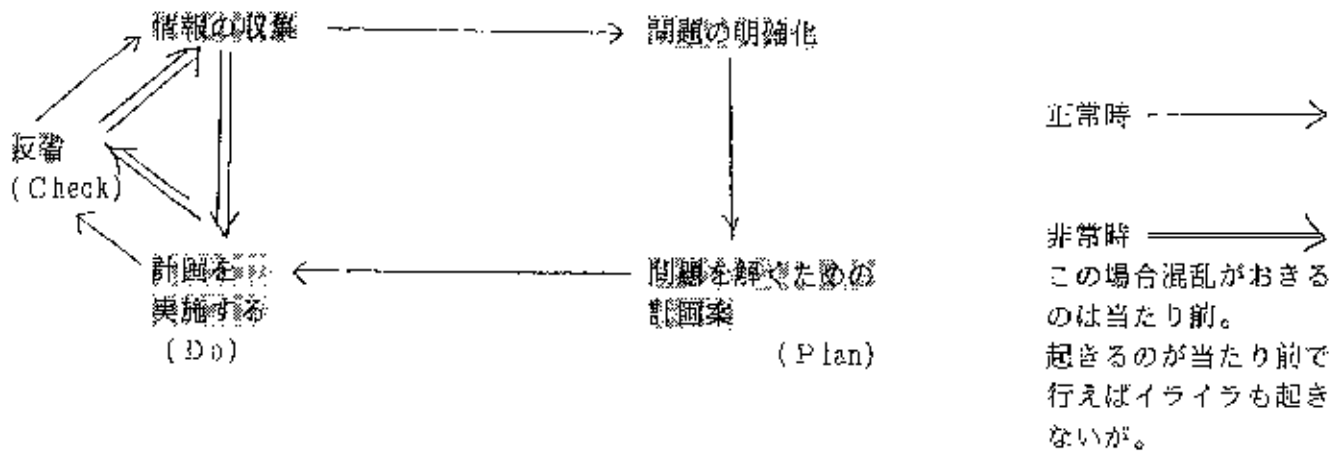 情報の収集
問題の明確化
正常時
反省
(Check)
非常時
この場合混乱がおきる
のは当たり前。
起きるのが当たり前で
行えばイライラも起き
ないが。
計画を
実施する
(Do)
問題を解くための
計画案
(Plan)